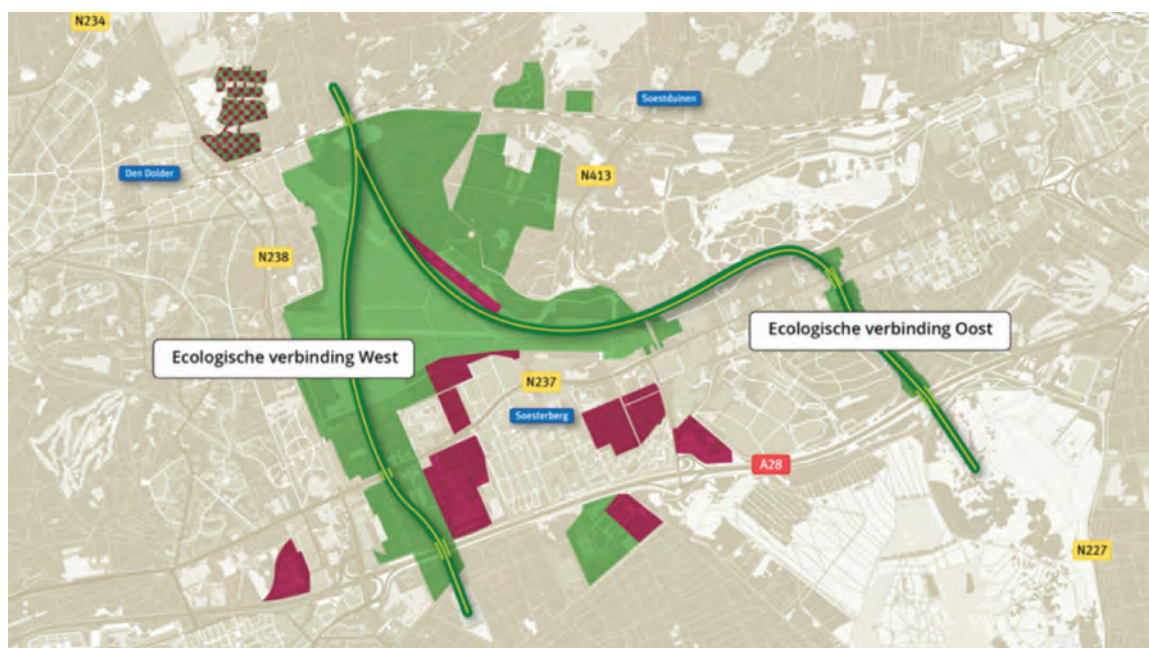 N234
Soestduinen
Den Dolder
N413
N238
Ecologische verbinding Oost
Ecologische verbinding West
N237
Soesterberg
A28
N227